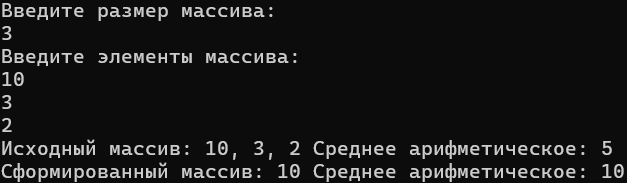 Введите размер массива:
3
Введите элементы массива:
10
3
2
Исходный массив: 10, 3, 2 Среднее арифметическое: 5
Сформированный массив: 10 Среднее арифметическое: 10